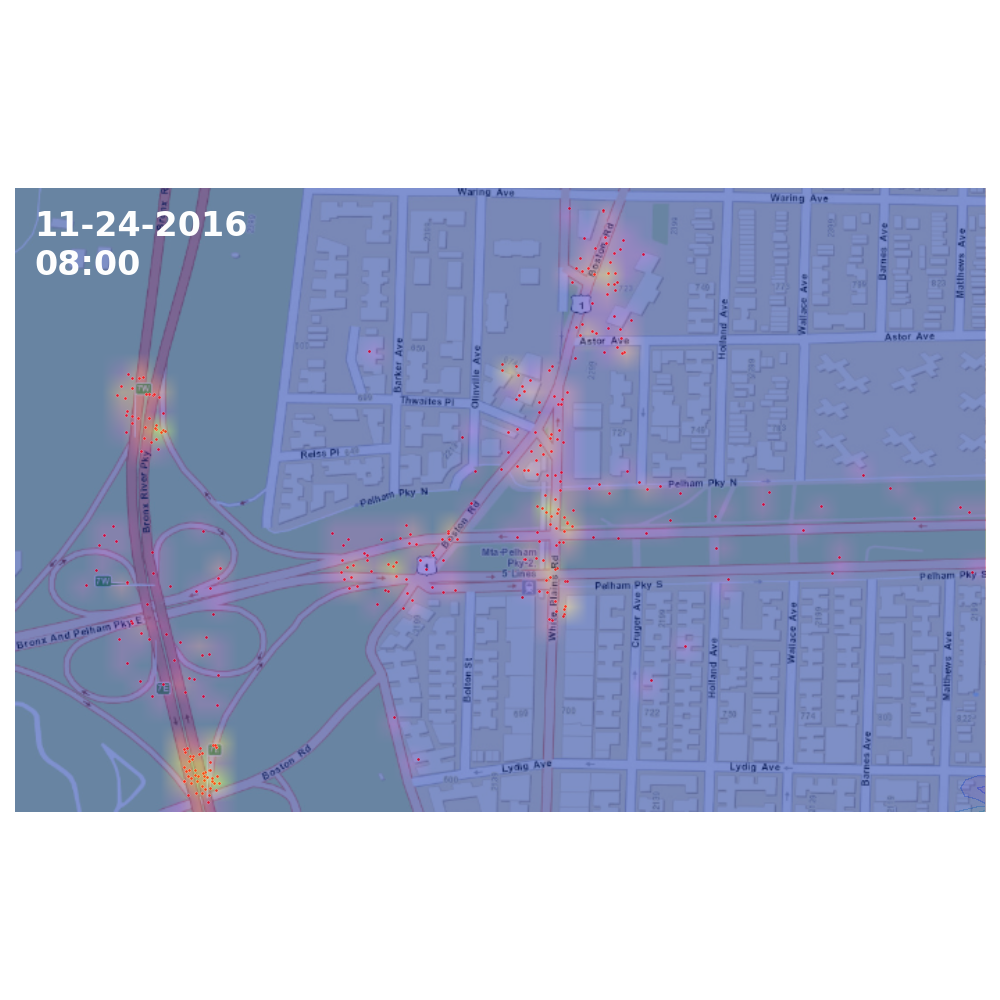 11-24-2016
08:00
Waring Ave
Waring Ave
Boston Rd
Barnes Ave
Matthews Ave
Wallace Ave
Holland Ave
1
Astor Ave
Astor Ave
Barker Ave
Olinville Ave
Thwaites Pl
Reiss Pl
7W
Bronx River Pky
Pelham Pky N
Pelham Pky N
Boston Rd
Mta-Pelham
Pky-2
5 Lines
1
White Plains Rd
Pelham Pky S
Pelham Pky S
7W
Bronx And Pelham Pky E
Cruger Ave
Holland Ave
Wallace Ave
Matthews Ave
Bolton St
Barnes Ave
Boston Rd
Lydig Ave
Lydig Ave